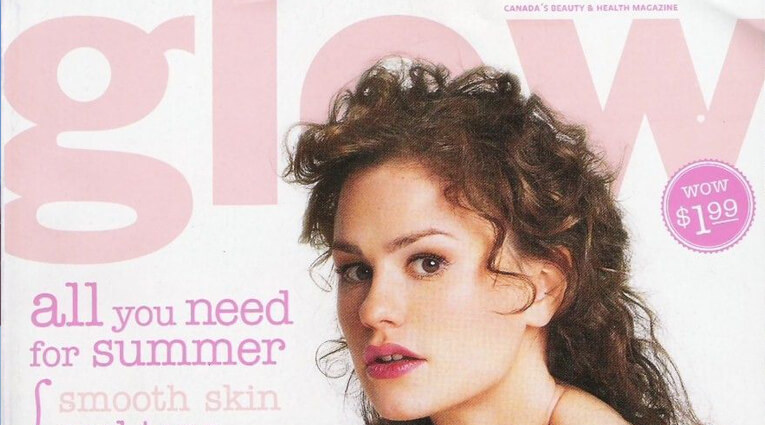 CANADA'S BEAUTY & HEALTH MAGAZINE
glow
WOW
$1.99
all you need
for summer
smooth skin